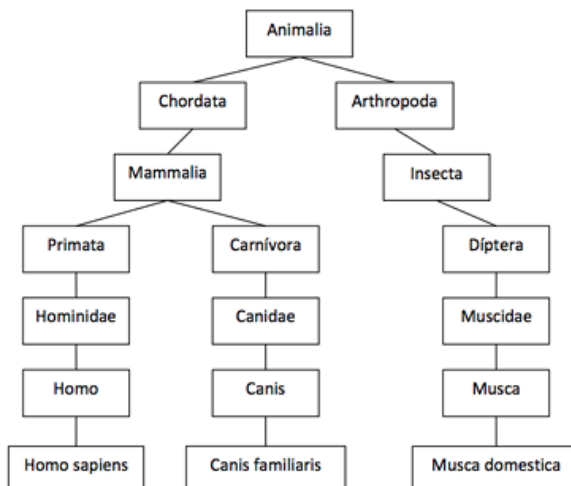 Animalia
Chordata
Arthropoda
Mammalia
Insecta
Primata
Carnívora
Díptera
Hominidae
Canidae
Muscidae
Homo
Canis
Musca
Homo sapiens
Canis familiaris
Musca domestica